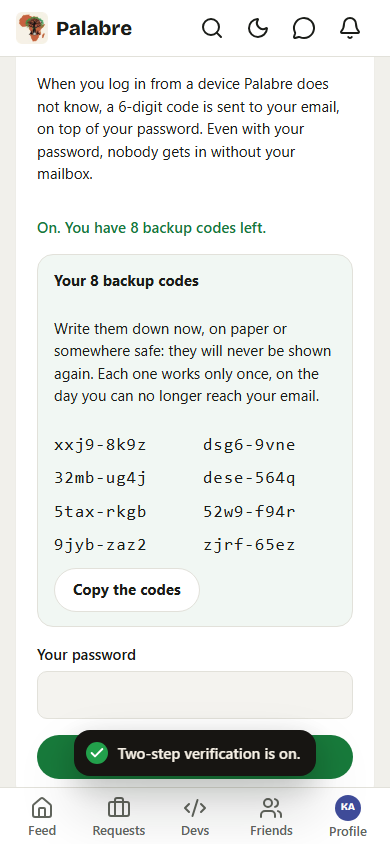 Palabre
When you log in from a device Palabre does
not know, a 6-digit code is sent to your email,
on top of your password. Even with your
password, nobody gets in without your
mailbox.
On. You have 8 backup codes left.
Your 8 backup codes
Write them down now, on paper or
somewhere safe: they will never be shown
again. Each one works only once, on the
day you can no longer reach your email.
xxj9-8k9z dsg6-9vne
32mb-ug4j dese-564q
5tax-rkgb 52w9-f94r
9jyb-zaz2 zjrf-65ez
Copy the codes
Your password
Two-step verification is on.
KA
Feed Requests Devs Friends Profile